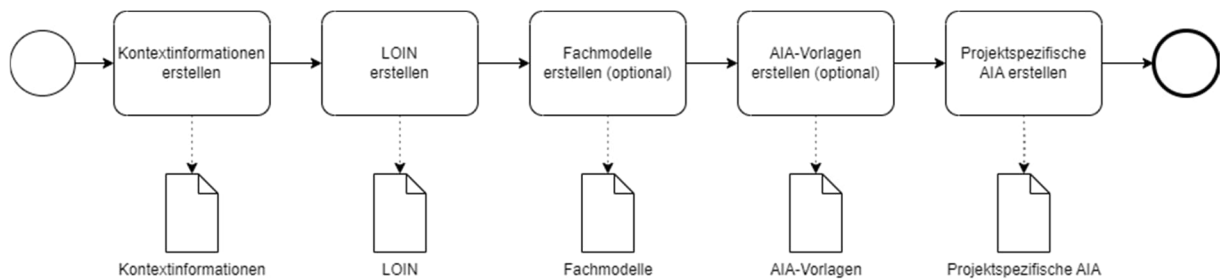 Kontextinformationen
erstellen
LOIN
erstellen
Fachmodelle
erstellen (optional)
AIA-Vorlagen
erstellen (optional)
Projektspezifische
AIA erstellen
Kontextinformationen
LOIN
Fachmodelle
AIA-Vorlagen
Projektspezifische AIA